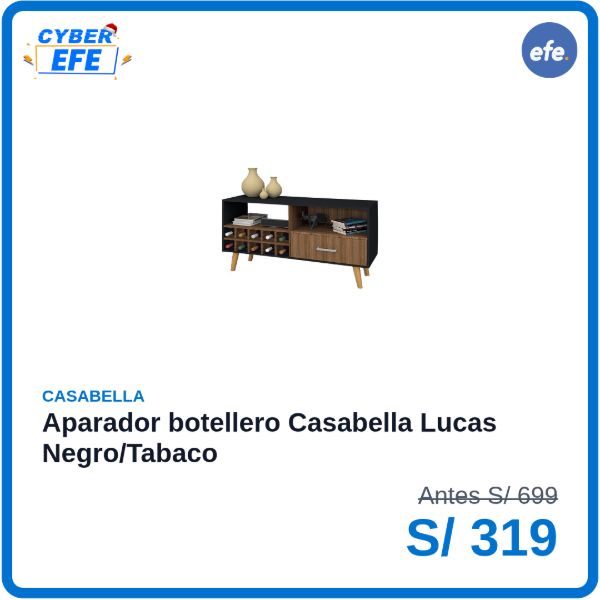 CYBER
EFE
efe.
CASABELLA
Aparador botellero Casabella Lucas
Negro/Tabaco
Antes S/ 699
S/ 319